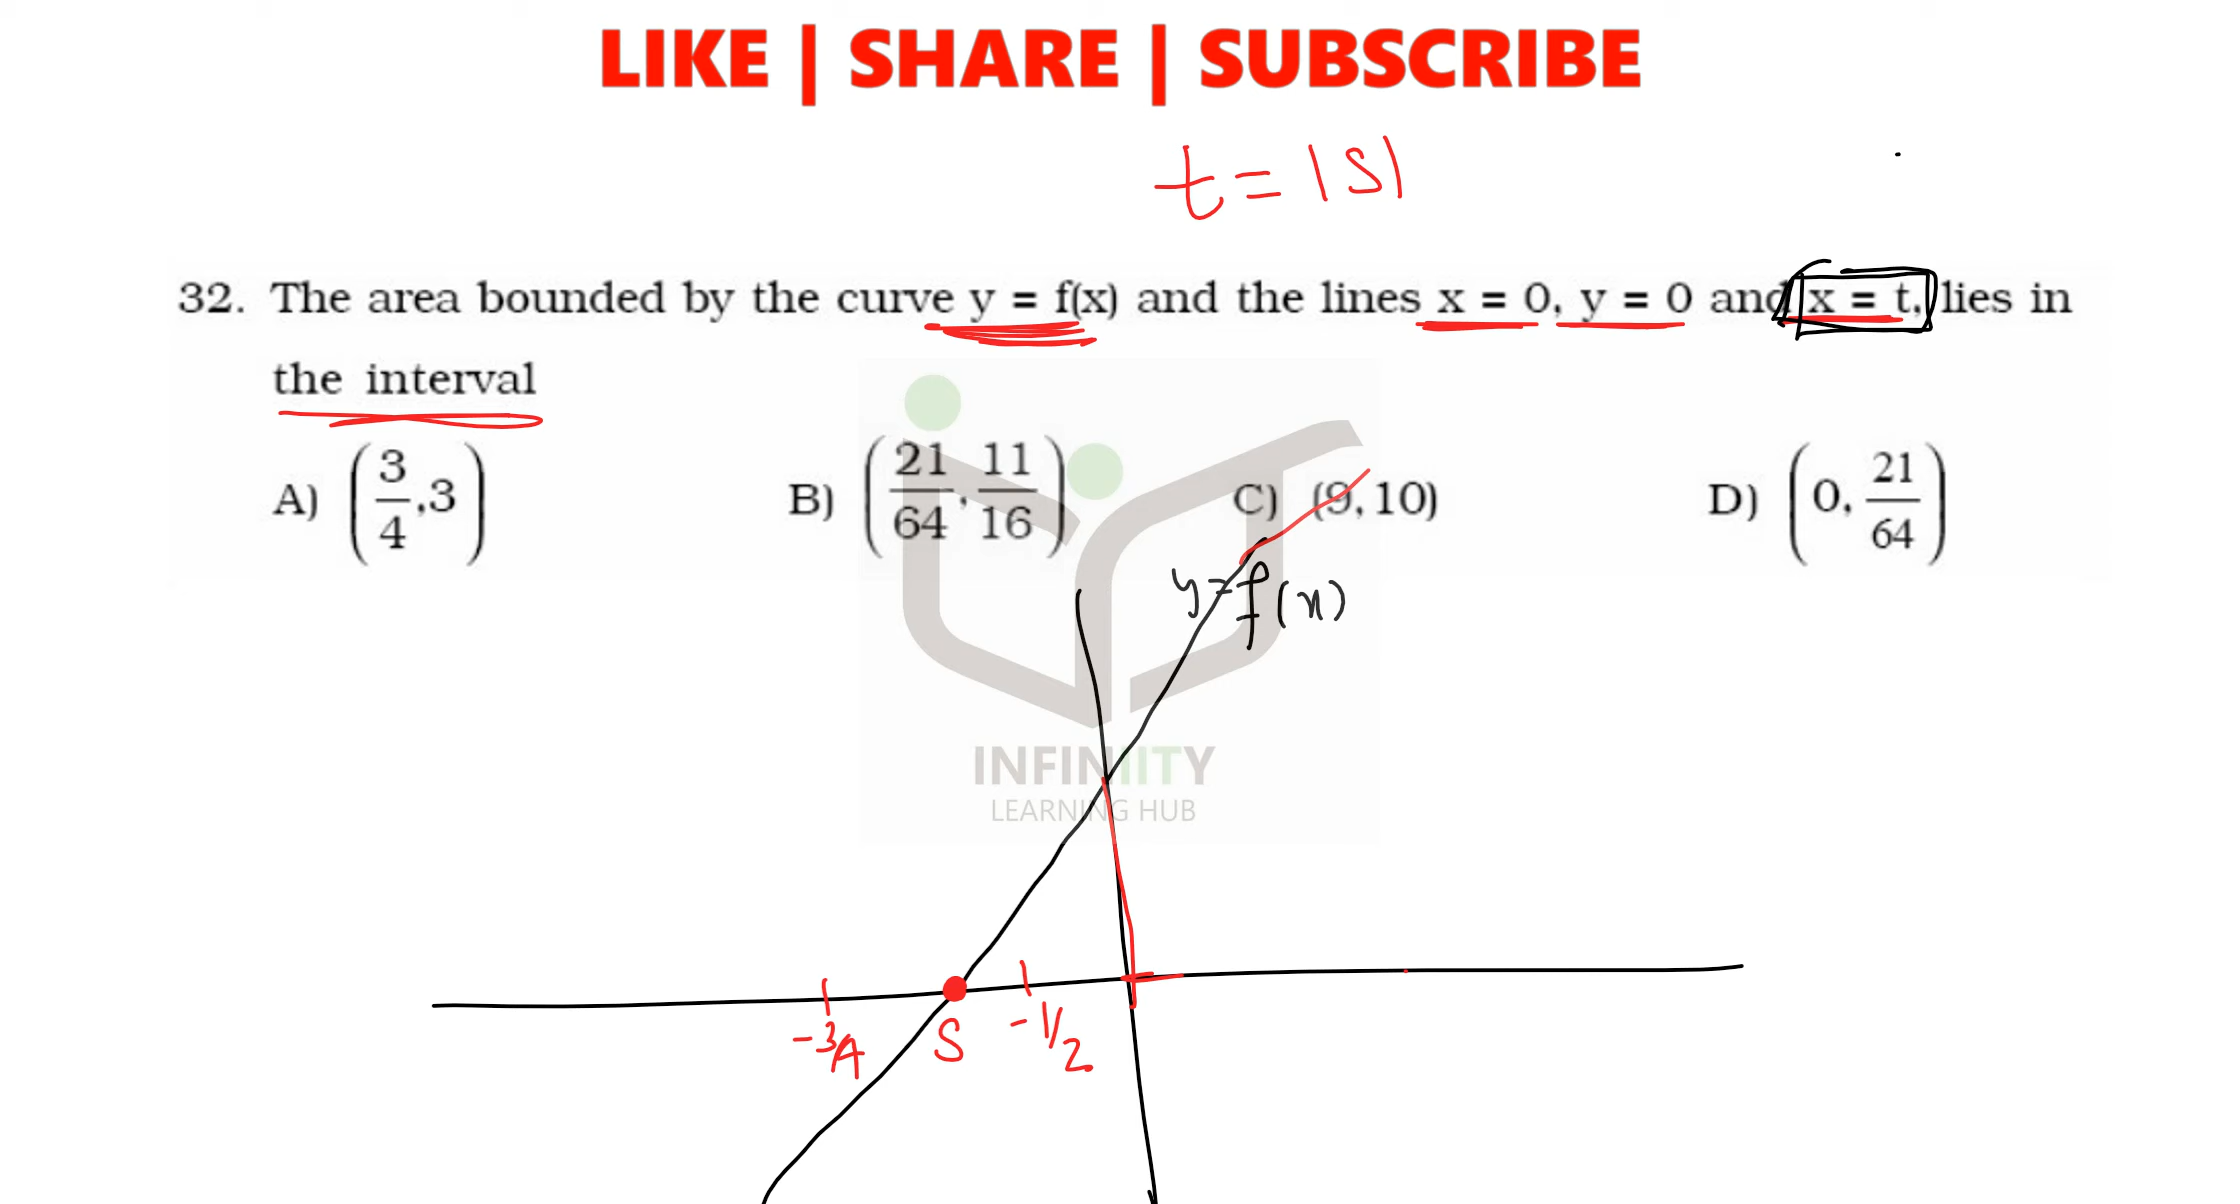 LIKE | SHARE | SUBSCRIBE
t = |S|
32. The area bounded by the curve y = f(x) and the lines x = 0, y = 0 and x = t, lies in
the interval
A) (3/4, 3) B) (21/64, 11/16) C) (9, 10) D) (0, 21/64)
y = f(x)
INFINIITY
LEARNING HUB
-3/4 S -1/2